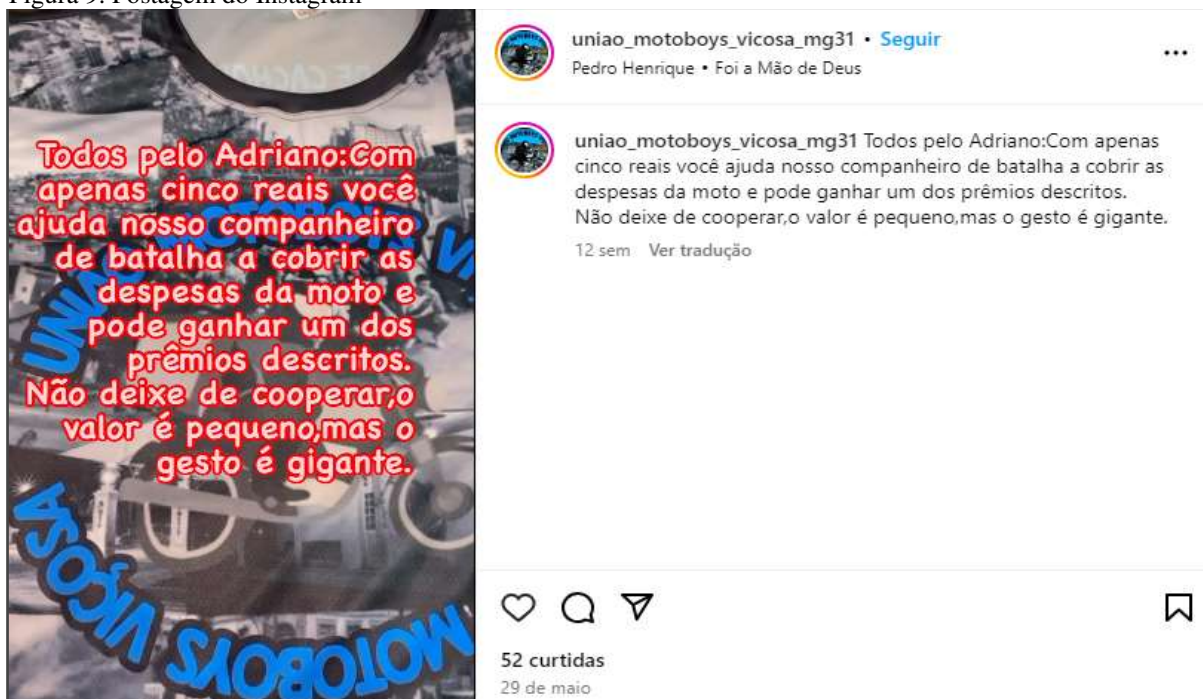 Figura 9: Postagem do Instagram
Todos pelo Adriano:Com
apenas cinco reais você
ajuda nosso companheiro
de batalha a cobrir as
despesas da moto e
pode ganhar um dos
prêmios descritos.
Não deixe de cooperar,o
valor é pequeno,mas o
gesto é gigante.
MOTOBOYS VIÇOSA
uniao_motoboys_vicosa_mg31 • Seguir
Pedro Henrique • Foi a Mão de Deus
uniao_motoboys_vicosa_mg31 Todos pelo Adriano:Com apenas
cinco reais você ajuda nosso companheiro de batalha a cobrir as
despesas da moto e pode ganhar um dos prêmios descritos.
Não deixe de cooperar,o valor é pequeno,mas o gesto é gigante.
12 sem Ver tradução
52 curtidas
29 de maio